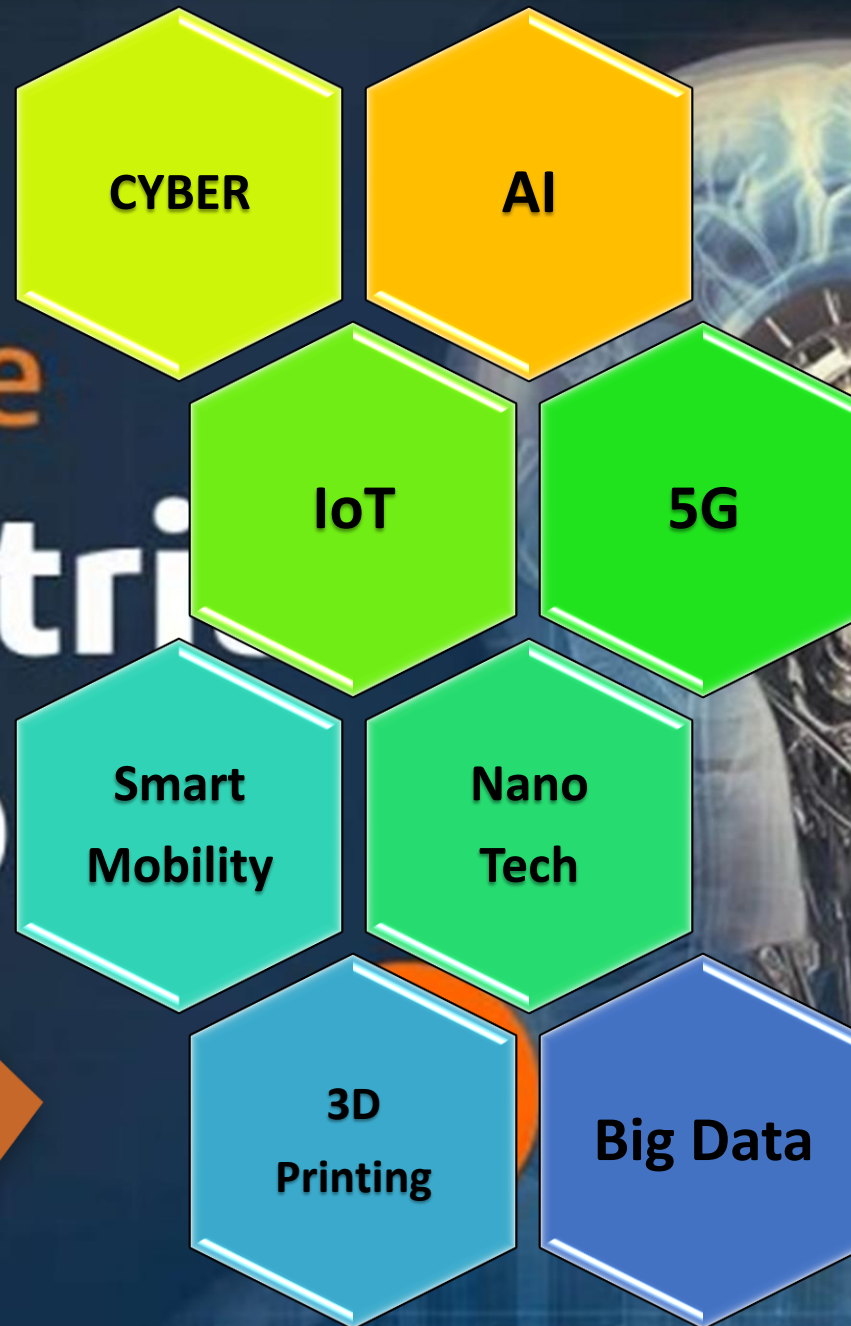 CYBER
AI
IoT
5G
Smart
Mobility
Nano
Tech
3D
Printing
Big Data